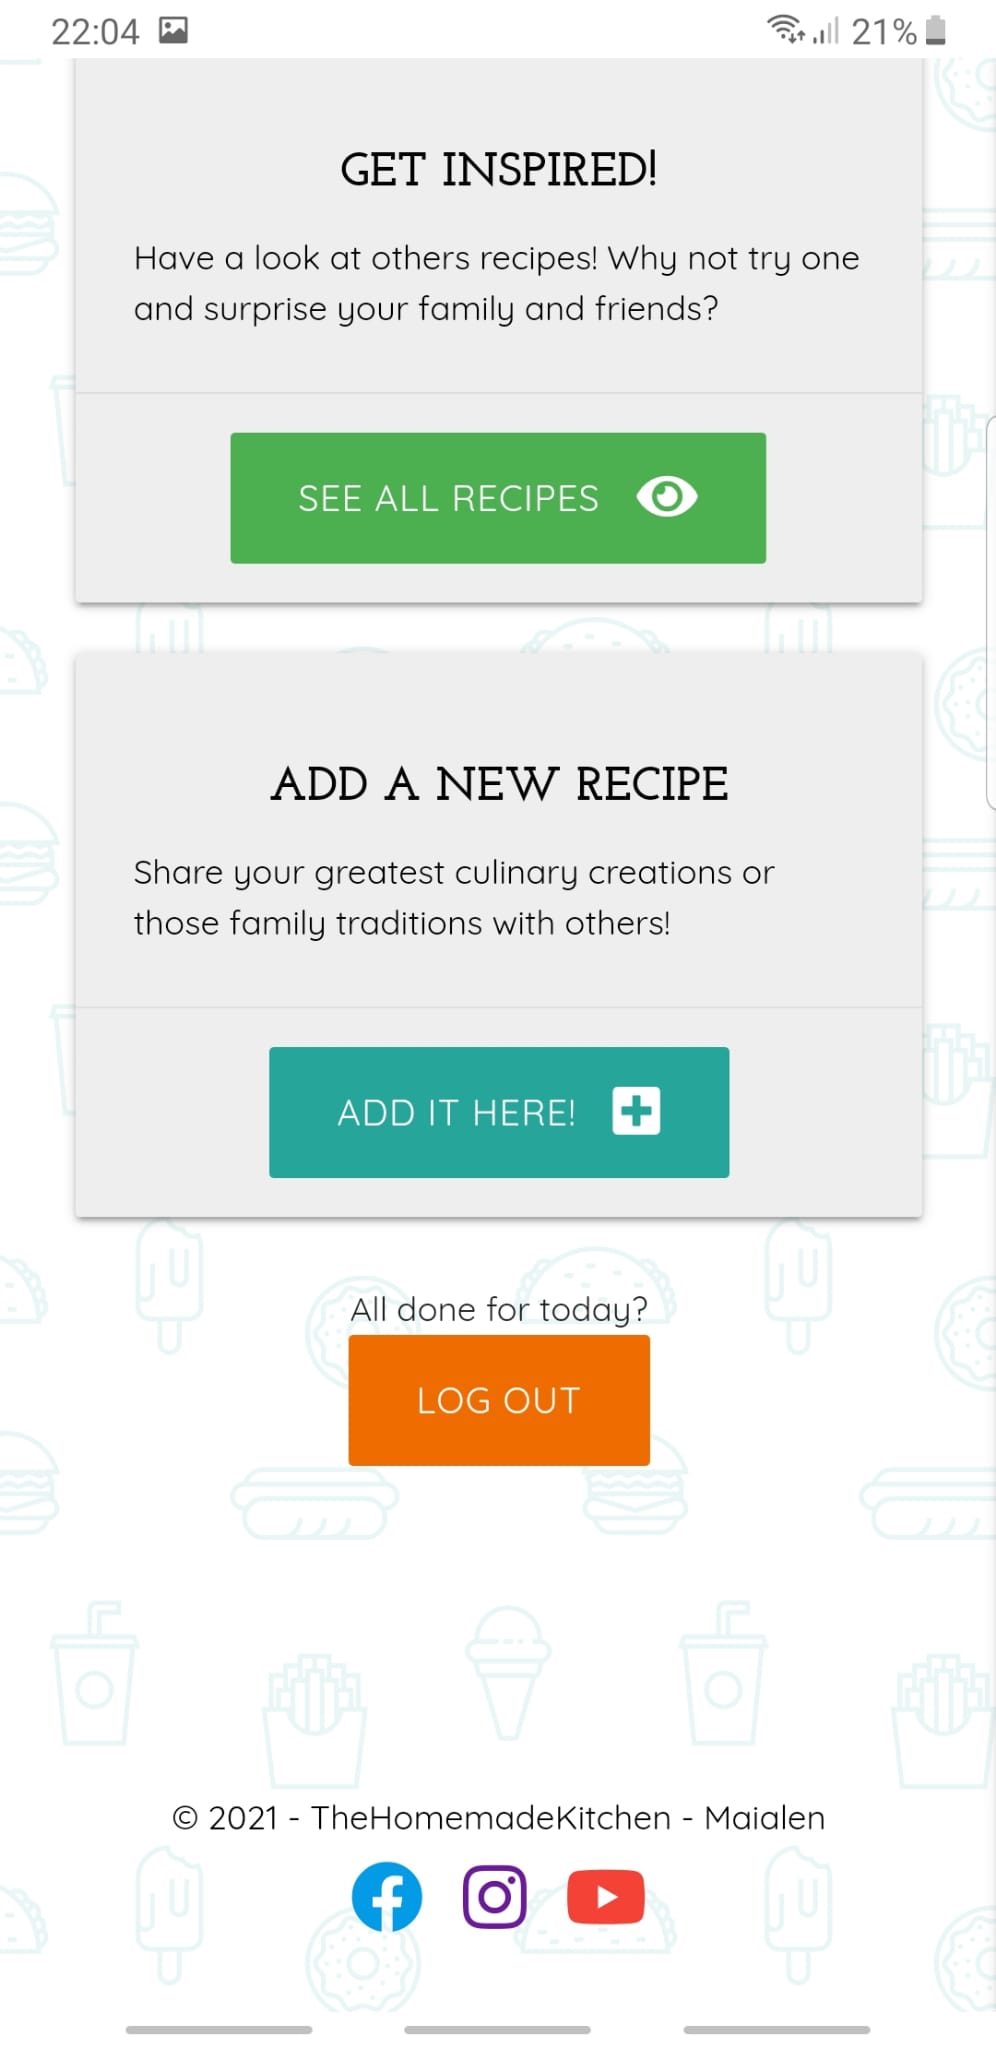 22:04
21%
GET INSPIRED!
Have a look at others recipes! Why not try one
and surprise your family and friends?
SEE ALL RECIPES
ADD A NEW RECIPE
Share your greatest culinary creations or
those family traditions with others!
ADD IT HERE!
All done for today?
LOG OUT
© 2021 - TheHomemadeKitchen - Maialen